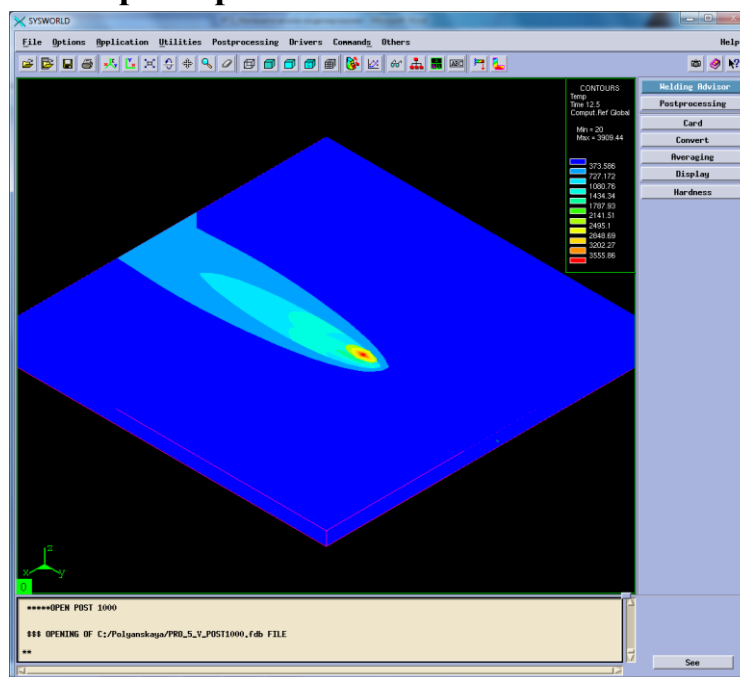 SYSWORLD
File Options Application Utilities Postprocessing Drivers Commands Others Help
CONTOURS
Temp
Time 12.5
Comput.Ref Global
Min = 20
Max = 3909.44
373.586
727.172
1080.76
1434.34
1787.93
2141.51
2495.1
2848.69
3202.27
3555.86
Welding Advisor
Postprocessing
Card
Convert
Averaging
Display
Hardness
z
x y
0
*****OPEN POST 1000
$$$ OPENING OF C:/Polyanskaya/PRO_5_V_POST1000.fdb FILE
**
See